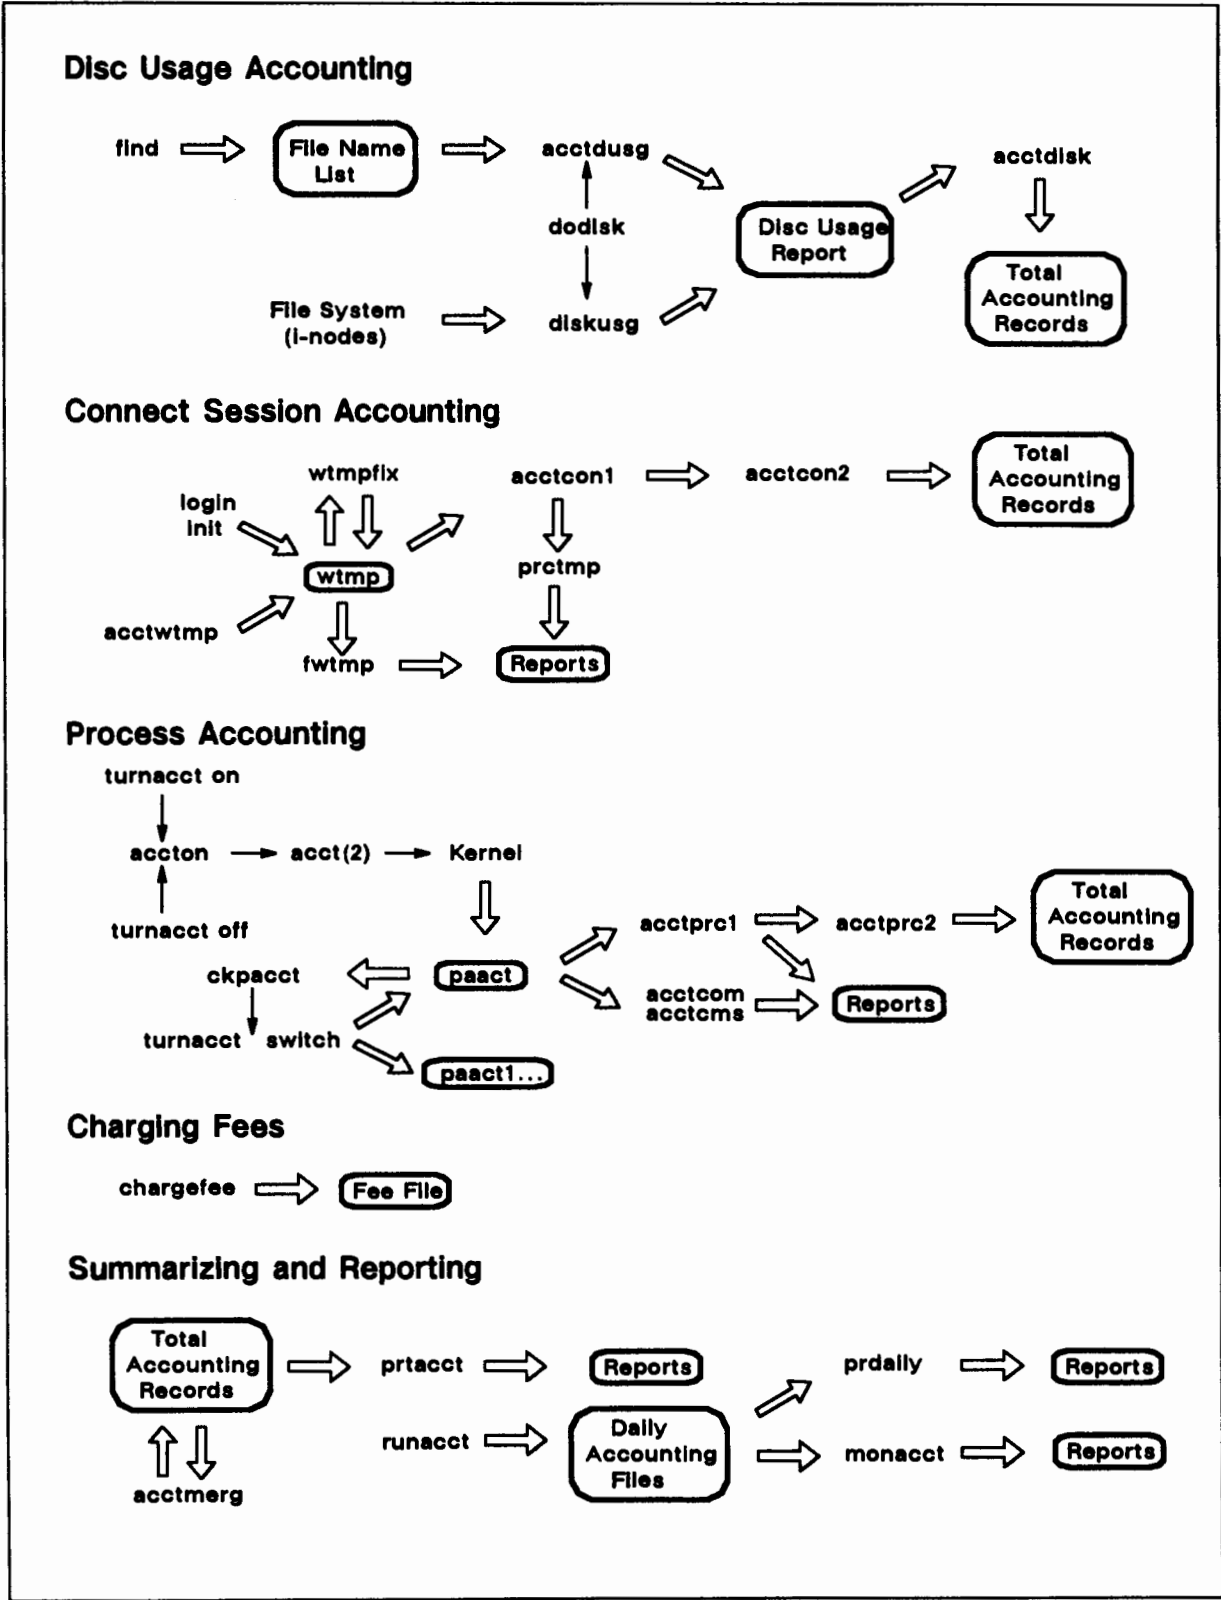 Disc Usage Accounting
find
File Name
List
acctdusg
acctdisk
dodisk
Disc Usage
Report
Total
Accounting
Records
File System
(i-nodes)
diskusg
Connect Session Accounting
wtmpfix
acctcon1
acctcon2
Total
Accounting
Records
login
init
wtmp
prctmp
acctwtmp
fwtmp
Reports
Process Accounting
turnacct on
accton
acct(2)
Kernel
turnacct off
acctprc1
acctprc2
Total
Accounting
Records
ckpacct
paact
acctcom
acctcms
Reports
turnacct switch
paact1...
Charging Fees
chargefee
Fee File
Summarizing and Reporting
Total
Accounting
Records
prtacct
Reports
prdaily
Reports
runacct
Daily
Accounting
Files
monacct
Reports
acctmerg